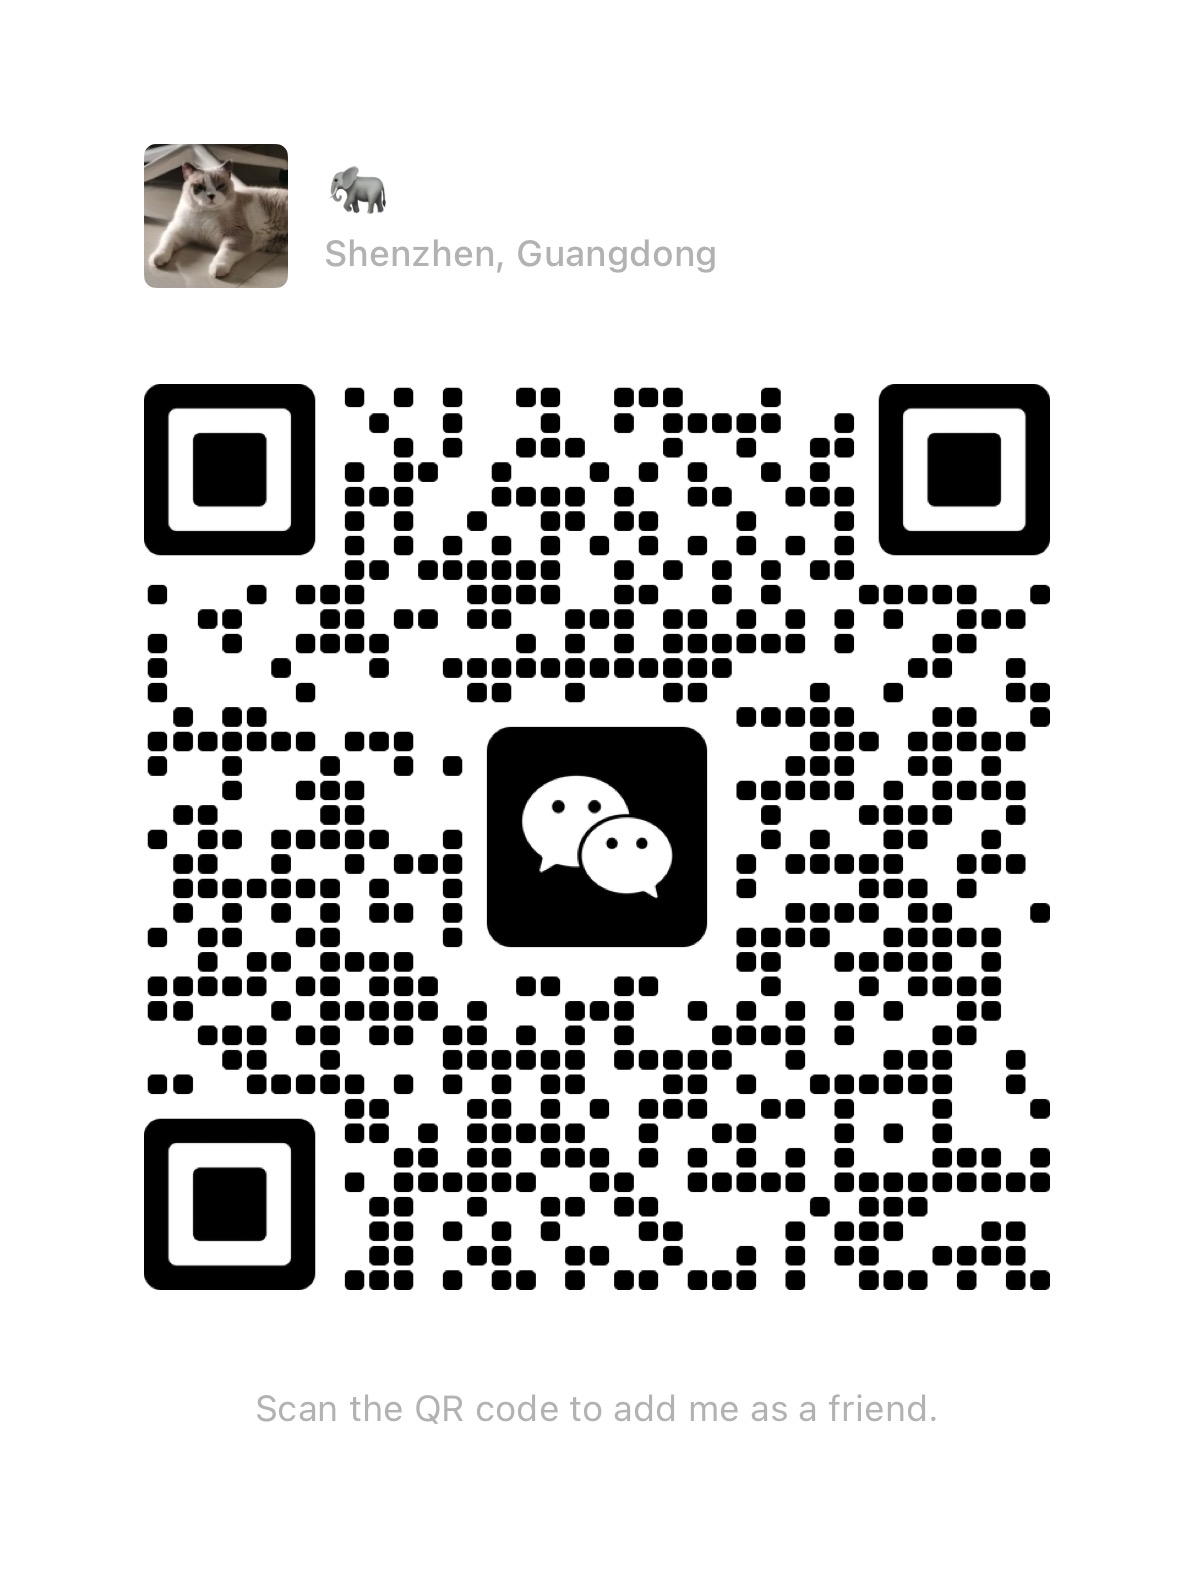 🐘
Shenzhen, Guangdong
Scan the QR code to add me as a friend.